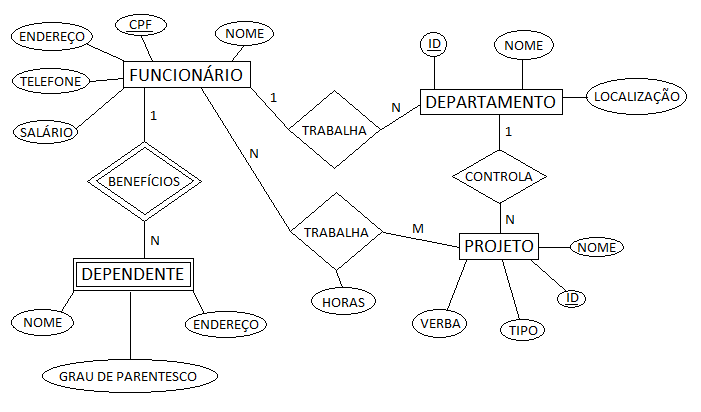 CPF
ENDEREÇO
NOME
ID
NOME
FUNCIONÁRIO
TELEFONE
1
N
DEPARTAMENTO
LOCALIZAÇÃO
SALÁRIO
1
TRABALHA
1
N
BENEFÍCIOS
CONTROLA
N
TRABALHA
M
N
PROJETO
NOME
DEPENDENTE
HORAS
ID
NOME
ENDEREÇO
VERBA
TIPO
GRAU DE PARENTESCO